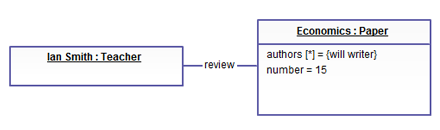 Ian Smith : Teacher
review
Economics : Paper
authors [*] = {will writer}
number = 15